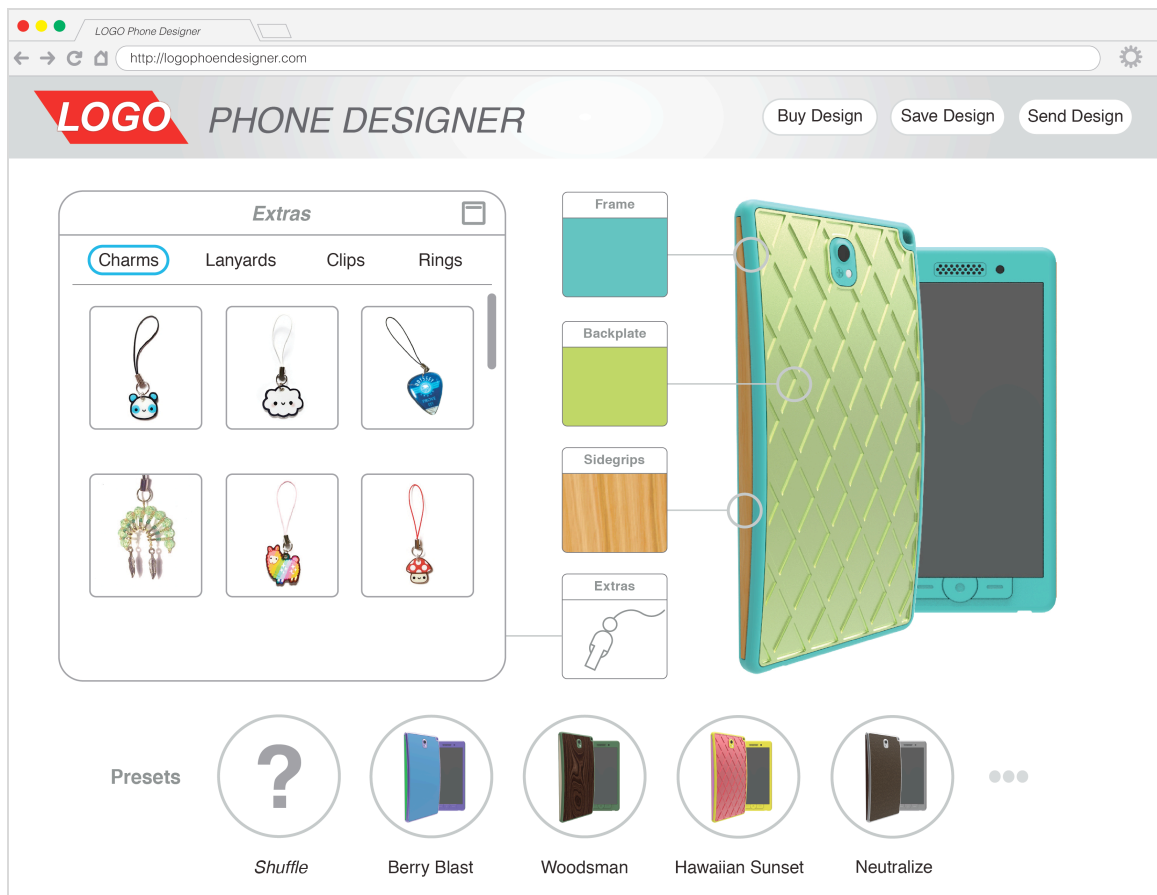 LOGO Phone Designer
http://logophoendesigner.com
LOGO PHONE DESIGNER
Buy Design Save Design Send Design
Extras
Charms Lanyards Clips Rings
Frame
Backplate
Sidegrips
Extras
Presets
?
Shuffle Berry Blast Woodsman Hawaiian Sunset Neutralize